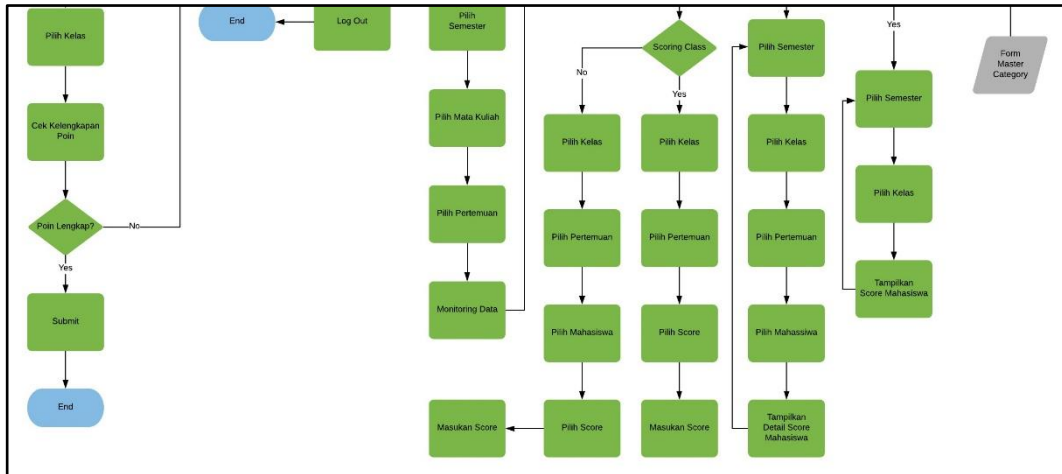 Pilih Kelas
Cek Kelengkapan
Poin
Poin Lengkap?
No
Yes
Submit
End
End
Log Out
Pilih
Semester
Pilih Mata Kuliah
Pilih Pertemuan
Monitoring Data
Scoring Class
No
Yes
Pilih Kelas
Pilih Pertemuan
Pilih Mahasiswa
Pilih Score
Masukan Score
Pilih Kelas
Pilih Pertemuan
Pilih Score
Masukan Score
Pilih Semester
Pilih Kelas
Pilih Pertemuan
Pilih Mahassiwa
Tampilkan
Detail Score
Mahasiswa
Yes
Pilih Semester
Pilih Kelas
Tampilkan
Score Mahasiswa
Form
Master
Category